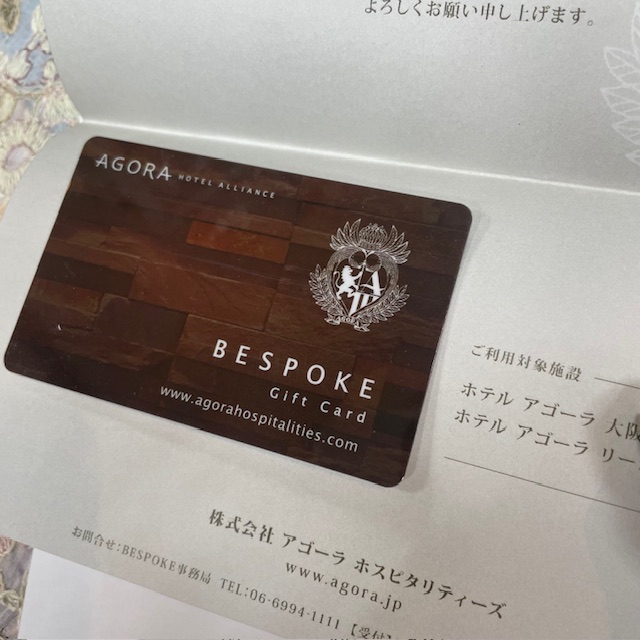 よろしくお願い申し上げます。
AGORA HOTEL ALLIANCE
BESPOKE
Gift Card
www.agorahospitalities.com
ご利用対象施設
ホテル アゴーラ 大阪
ホテル アゴーラ リー
株式会社 アゴーラ ホスピタリティーズ
www.agora.jp
お問合せ:BESPOKE事務局 TEL:06-6994-1111【受付】